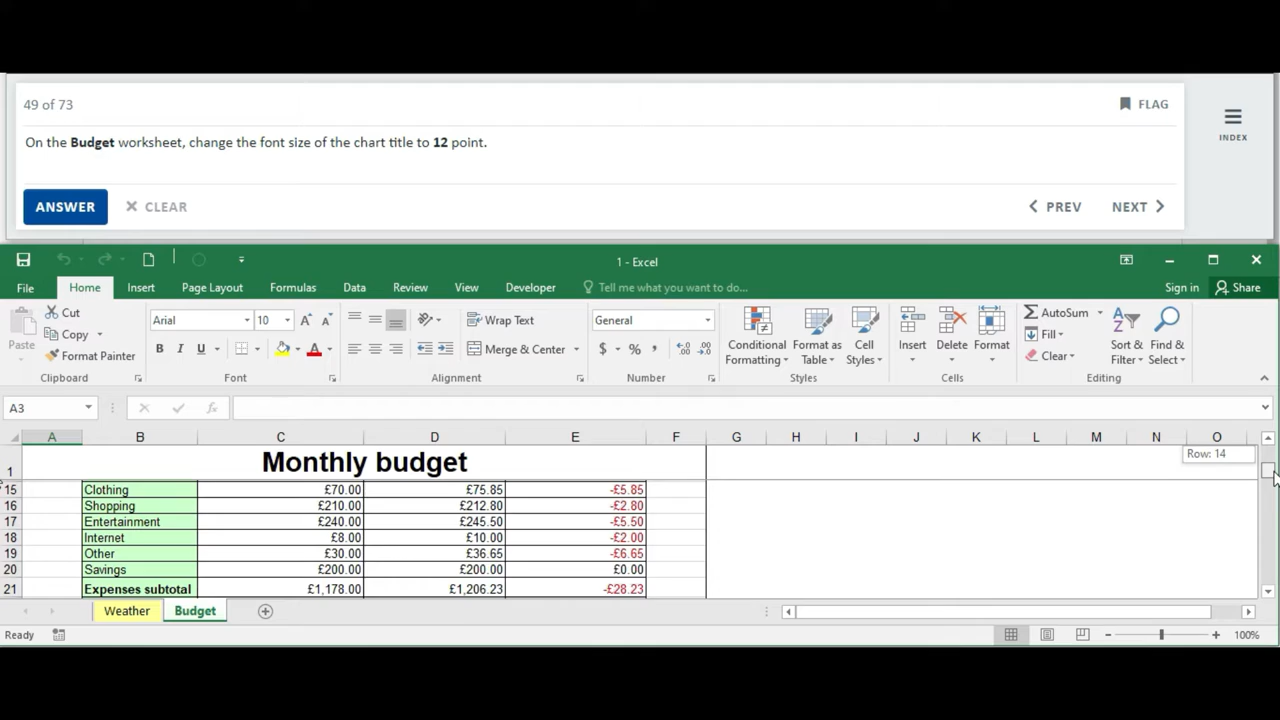 49 of 73
FLAG
INDEX
On the Budget worksheet, change the font size of the chart title to 12 point.
ANSWER
CLEAR
PREV
NEXT
1 - Excel
File Home Insert Page Layout Formulas Data Review View Developer Tell me what you want to do... Sign in Share
Paste
Cut
Copy
Format Painter
Clipboard
Arial 10
B I U
Font
Wrap Text
Merge & Center
Alignment
General
$ % ,
Number
Conditional Formatting
Format as Table
Cell Styles
Styles
Insert
Delete
Format
Cells
AutoSum
Fill
Clear
Sort & Filter
Find & Select
Editing
A3
fx
A B C D E F G H I J K L M N O
1 Monthly budget
Row: 14
15 Clothing £70.00 £75.85 -£5.85
16 Shopping £210.00 £212.80 -£2.80
17 Entertainment £240.00 £245.50 -£5.50
18 Internet £8.00 £10.00 -£2.00
19 Other £30.00 £36.65 -£6.65
20 Savings £200.00 £200.00 £0.00
21 Expenses subtotal £1,178.00 £1,206.23 -£28.23
Weather Budget
Ready
100%